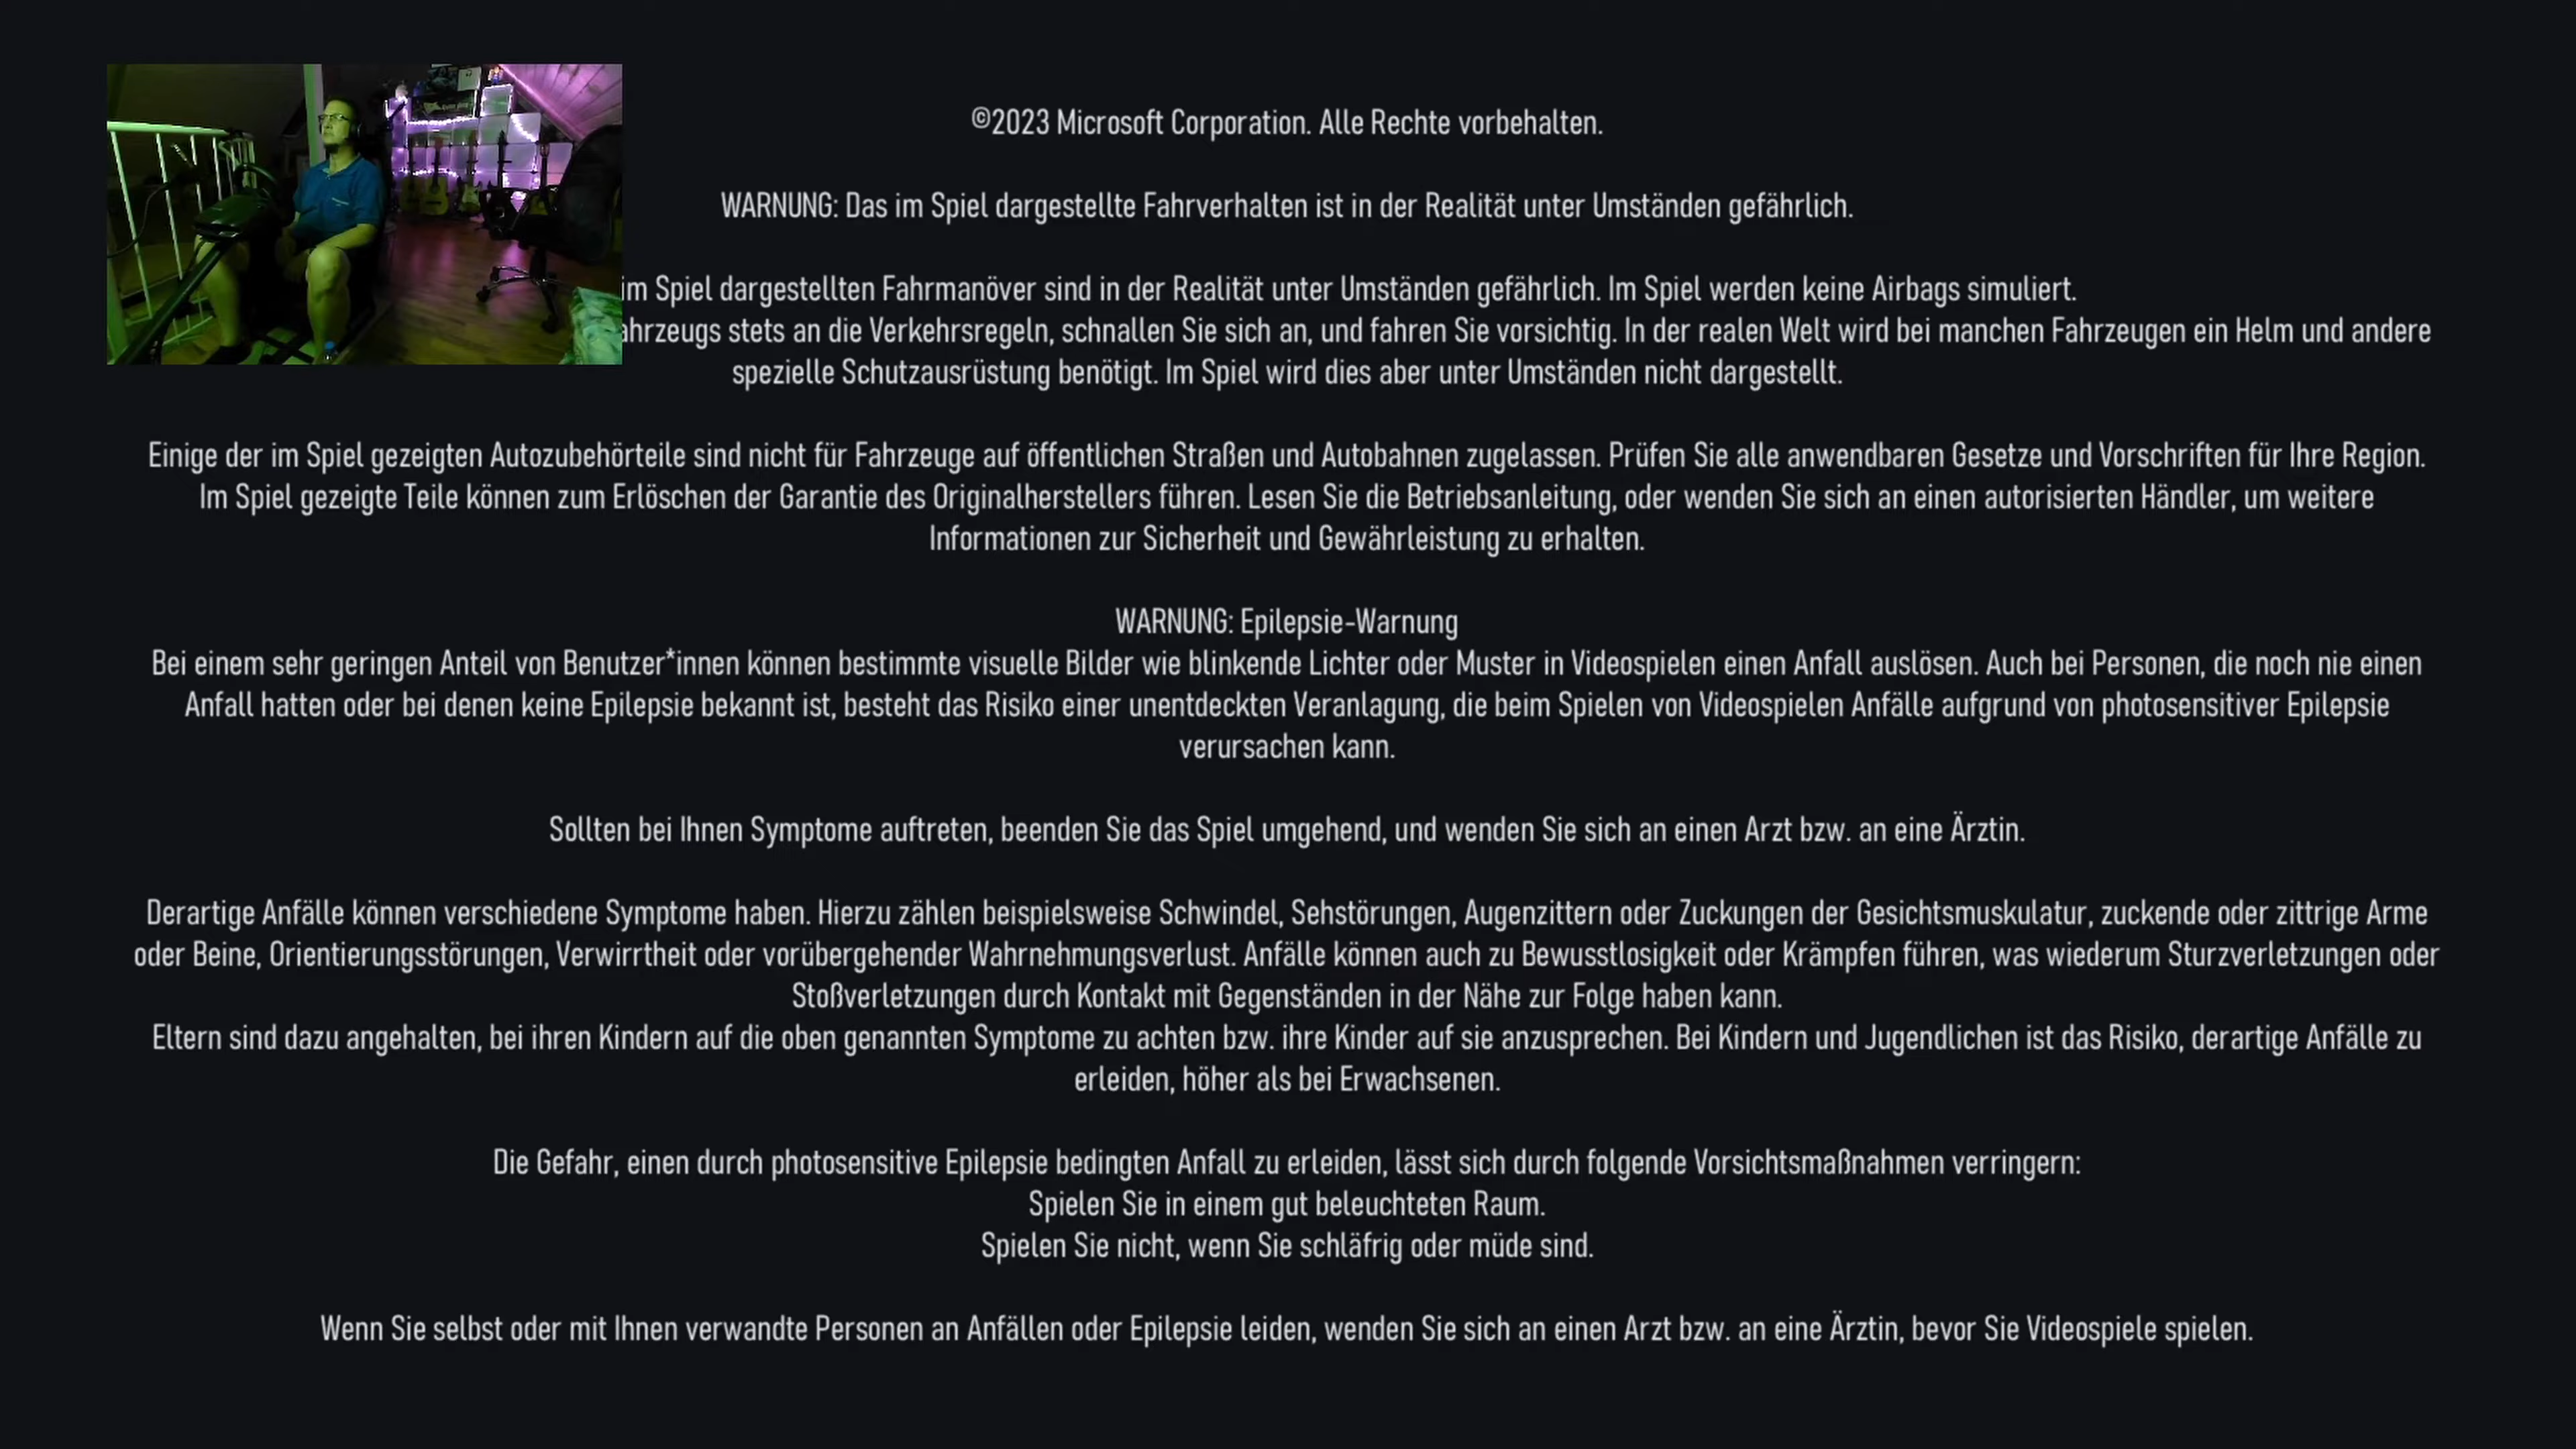 ©2023 Microsoft Corporation. Alle Rechte vorbehalten.
WARNUNG: Das im Spiel dargestellte Fahrverhalten ist in der Realität unter Umständen gefährlich.
im Spiel dargestellten Fahrmanöver sind in der Realität unter Umständen gefährlich. Im Spiel werden keine Airbags simuliert.
ahrzeugs stets an die Verkehrsregeln, schnallen Sie sich an, und fahren Sie vorsichtig. In der realen Welt wird bei manchen Fahrzeugen ein Helm und andere
spezielle Schutzausrüstung benötigt. Im Spiel wird dies aber unter Umständen nicht dargestellt.
Einige der im Spiel gezeigten Autozubehörteile sind nicht für Fahrzeuge auf öffentlichen Straßen und Autobahnen zugelassen. Prüfen Sie alle anwendbaren Gesetze und Vorschriften für Ihre Region.
Im Spiel gezeigte Teile können zum Erlöschen der Garantie des Originalherstellers führen. Lesen Sie die Betriebsanleitung, oder wenden Sie sich an einen autorisierten Händler, um weitere
Informationen zur Sicherheit und Gewährleistung zu erhalten.
WARNUNG: Epilepsie-Warnung
Bei einem sehr geringen Anteil von Benutzer*innen können bestimmte visuelle Bilder wie blinkende Lichter oder Muster in Videospielen einen Anfall auslösen. Auch bei Personen, die noch nie einen
Anfall hatten oder bei denen keine Epilepsie bekannt ist, besteht das Risiko einer unentdeckten Veranlagung, die beim Spielen von Videospielen Anfälle aufgrund von photosensitiver Epilepsie
verursachen kann.
Sollten bei Ihnen Symptome auftreten, beenden Sie das Spiel umgehend, und wenden Sie sich an einen Arzt bzw. an eine Ärztin.
Derartige Anfälle können verschiedene Symptome haben. Hierzu zählen beispielsweise Schwindel, Sehstörungen, Augenzittern oder Zuckungen der Gesichtsmuskulatur, zuckende oder zittrige Arme
oder Beine, Orientierungsstörungen, Verwirrtheit oder vorübergehender Wahrnehmungsverlust. Anfälle können auch zu Bewusstlosigkeit oder Krämpfen führen, was wiederum Sturzverletzungen oder
Stoßverletzungen durch Kontakt mit Gegenständen in der Nähe zur Folge haben kann.
Eltern sind dazu angehalten, bei ihren Kindern auf die oben genannten Symptome zu achten bzw. ihre Kinder auf sie anzusprechen. Bei Kindern und Jugendlichen ist das Risiko, derartige Anfälle zu
erleiden, höher als bei Erwachsenen.
Die Gefahr, einen durch photosensitive Epilepsie bedingten Anfall zu erleiden, lässt sich durch folgende Vorsichtsmaßnahmen verringern:
Spielen Sie in einem gut beleuchteten Raum.
Spielen Sie nicht, wenn Sie schläfrig oder müde sind.
Wenn Sie selbst oder mit Ihnen verwandte Personen an Anfällen oder Epilepsie leiden, wenden Sie sich an einen Arzt bzw. an eine Ärztin, bevor Sie Videospiele spielen.